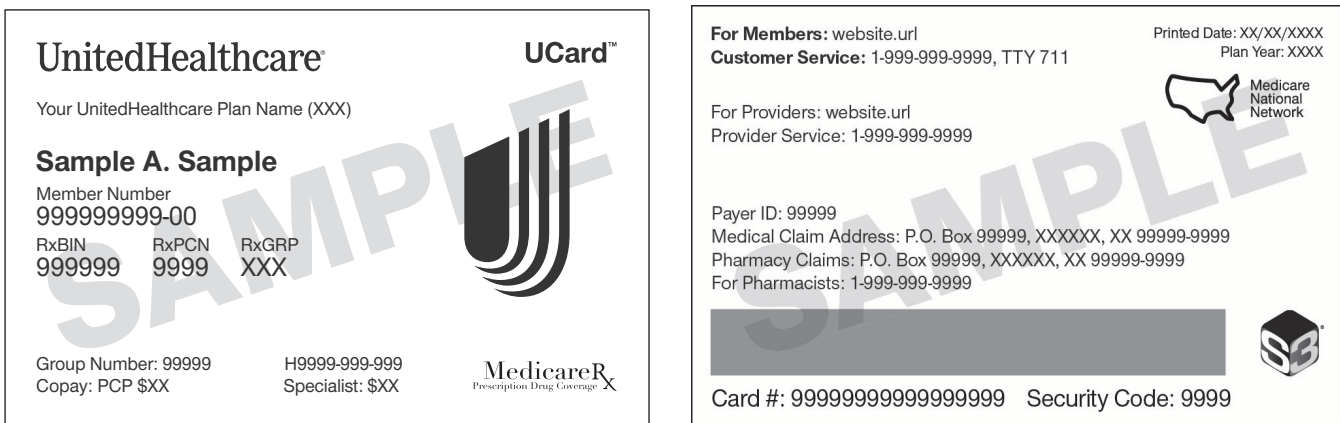 UnitedHealthcare®
UCard™
Your UnitedHealthcare Plan Name (XXX)
Sample A. Sample
Member Number
999999999-00
RxBIN RxPCN RxGRP
999999 9999 XXX
Group Number: 99999 H9999-999-999
Copay: PCP $XX Specialist: $XX
MedicareRx
Prescription Drug Coverage
SAMPLE
For Members: website.url
Customer Service: 1-999-999-9999, TTY 711
Printed Date: XX/XX/XXXX
Plan Year: XXXX
Medicare
National
Network
For Providers: website.url
Provider Service: 1-999-999-9999
Payer ID: 99999
Medical Claim Address: P.O. Box 99999, XXXXXX, XX 99999-9999
Pharmacy Claims: P.O. Box 99999, XXXXXX, XX 99999-9999
For Pharmacists: 1-999-999-9999
S3®
Card #: 99999999999999999 Security Code: 9999
SAMPLE